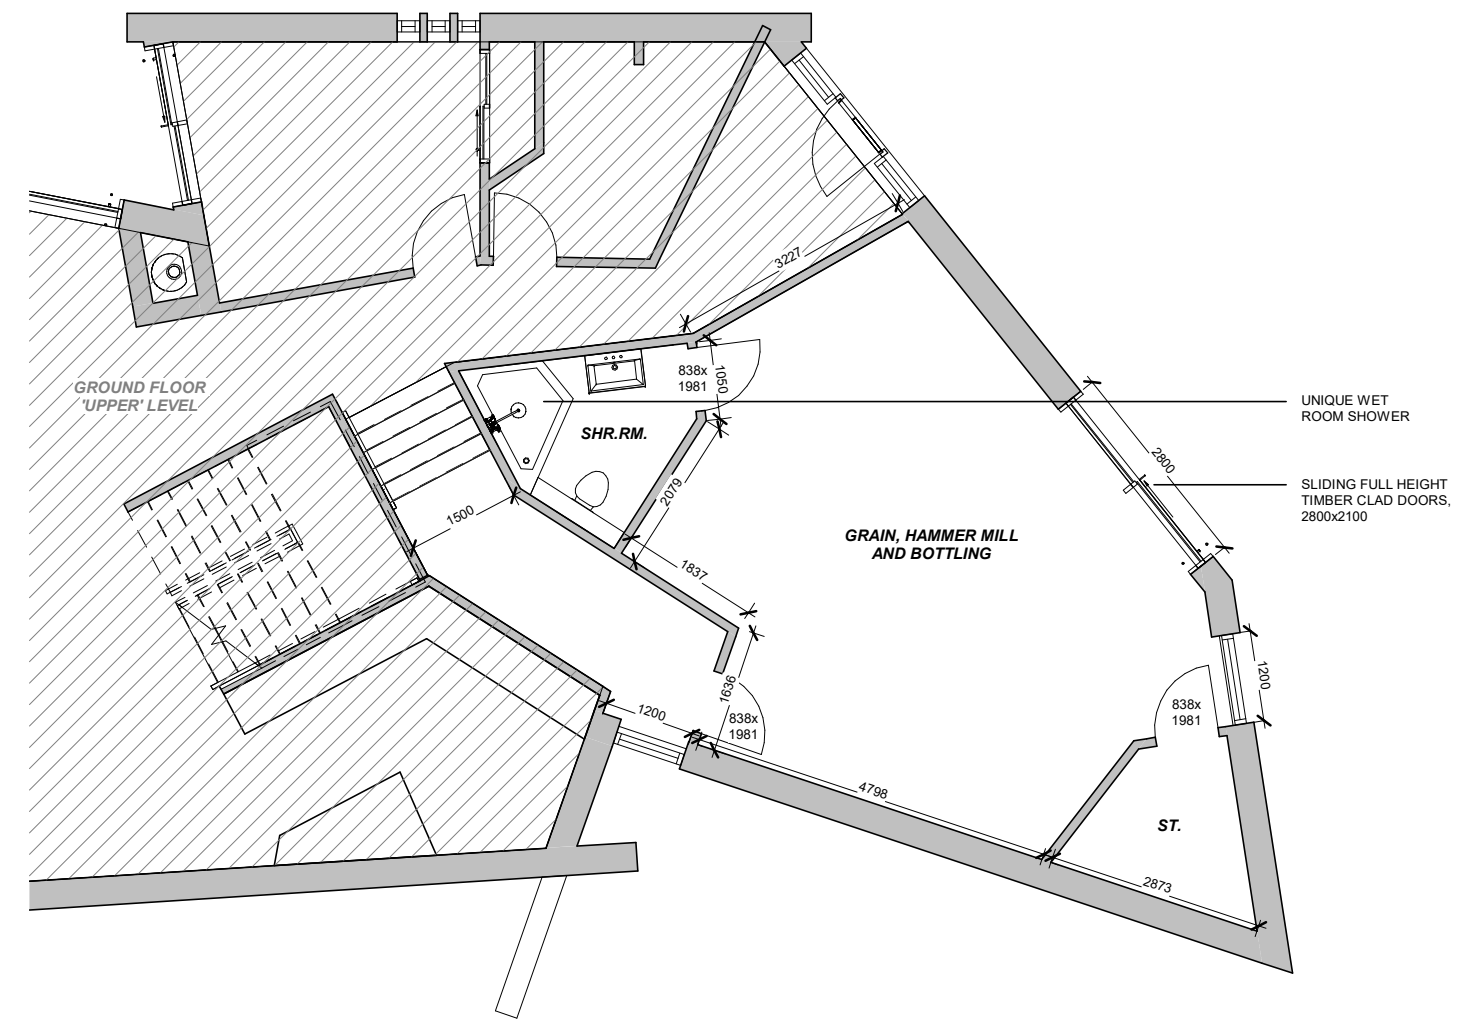 3227
GROUND FLOOR
'UPPER' LEVEL
838x
1981
1050
UNIQUE WET
ROOM SHOWER
SHR.RM.
2800
SLIDING FULL HEIGHT
TIMBER CLAD DOORS,
2800x2100
2079
1500
GRAIN, HAMMER MILL
AND BOTTLING
1837
1200
1636
838x
1981
1200
838x
1981
4798
ST.
2873